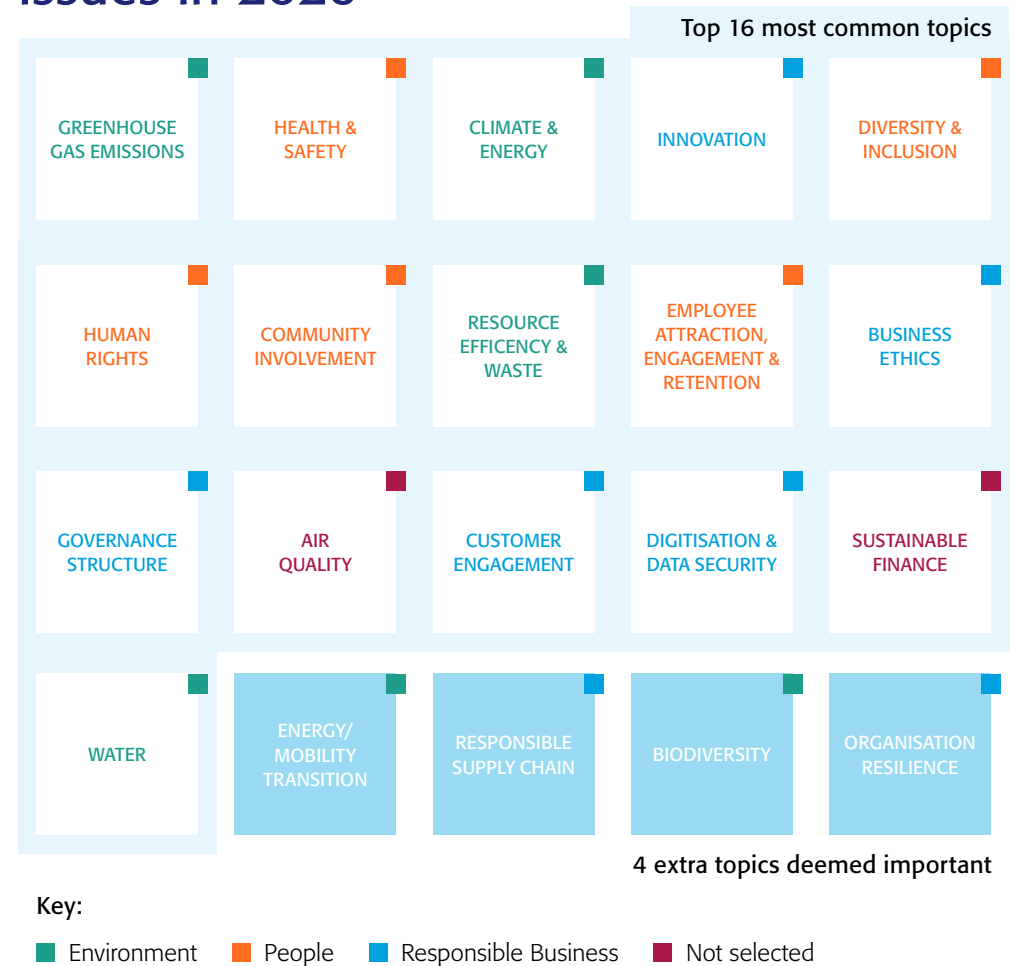 Top 16 most common topics
GREENHOUSE
GAS EMISSIONS
HEALTH &
SAFETY
CLIMATE &
ENERGY
INNOVATION
DIVERSITY &
INCLUSION
HUMAN
RIGHTS
COMMUNITY
INVOLVEMENT
RESOURCE
EFFICENCY &
WASTE
EMPLOYEE
ATTRACTION,
ENGAGEMENT &
RETENTION
BUSINESS
ETHICS
GOVERNANCE
STRUCTURE
AIR
QUALITY
CUSTOMER
ENGAGEMENT
DIGITISATION &
DATA SECURITY
SUSTAINABLE
FINANCE
WATER
ENERGY/
MOBILITY
TRANSITION
RESPONSIBLE
SUPPLY CHAIN
BIODIVERSITY
ORGANISATION
RESILIENCE
4 extra topics deemed important
Key:
Environment
People
Responsible Business
Not selected